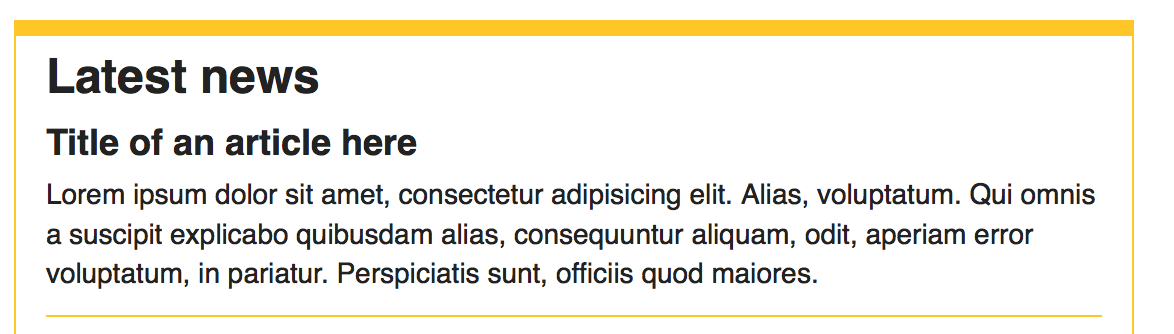 Latest news
Title of an article here
Lorem ipsum dolor sit amet, consectetur adipisicing elit. Alias, voluptatum. Qui omnis
a suscipit explicabo quibusdam alias, consequuntur aliquam, odit, aperiam error
voluptatum, in pariatur. Perspiciatis sunt, officiis quod maiores.